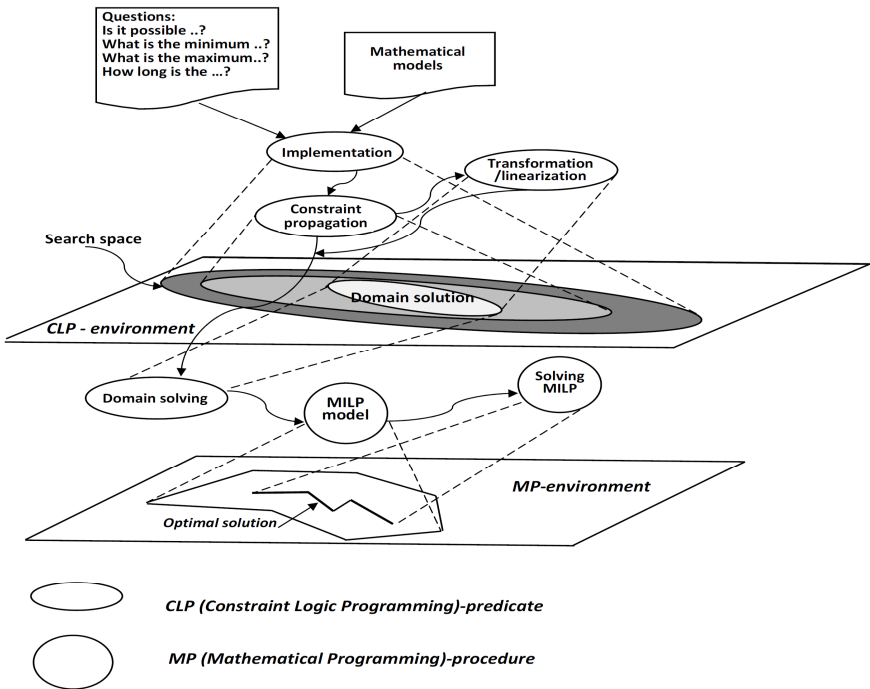 Questions:
Is it possible ..?
What is the minimum ..?
What is the maximum..?
How long is the ...?
Mathematical
models
Implementation
Transformation
/linearization
Constraint
propagation
Search space
Domain solution
CLP - environment
Domain solving
MILP
model
Solving
MILP
MP-environment
Optimal solution
CLP (Constraint Logic Programming)-predicate
MP (Mathematical Programming)-procedure